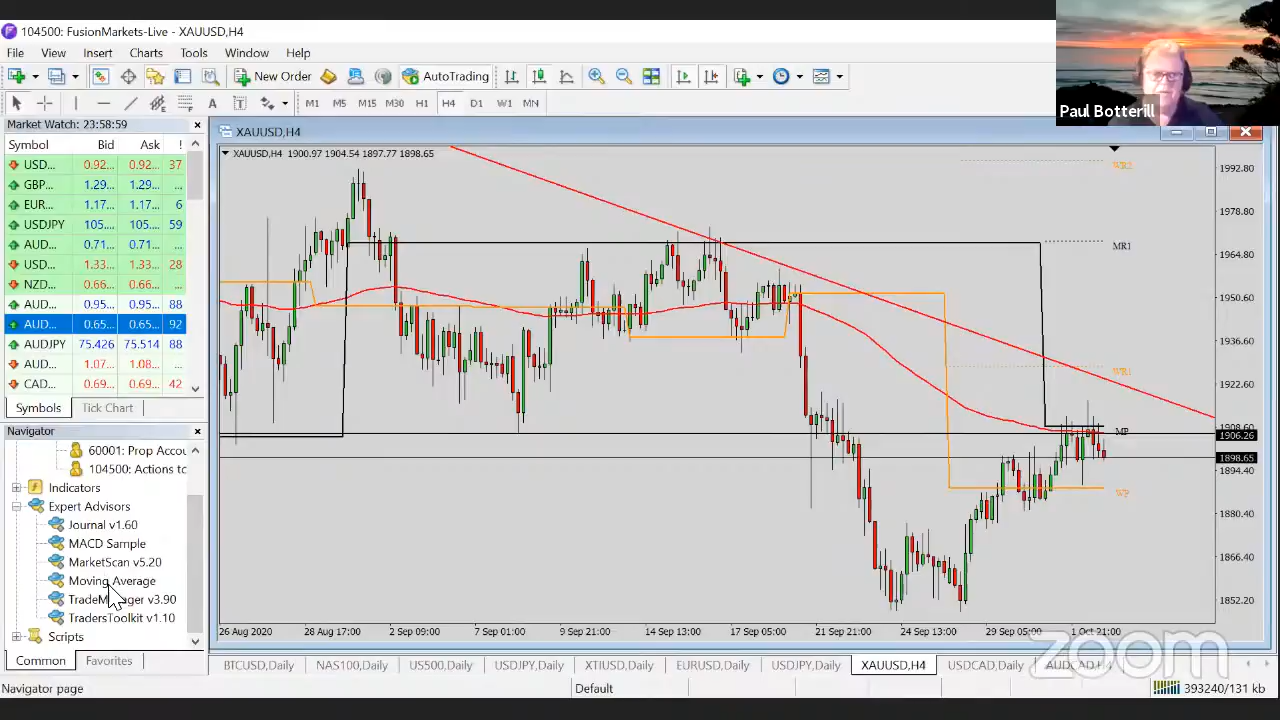 104500: FusionMarkets-Live - XAUUSD,H4
File View Insert Charts Tools Window Help
New Order AutoTrading
A T M1 M5 M15 M30 H1 H4 D1 W1 MN
Paul Botterill
Market Watch: 23:58:59
Symbol Bid Ask !
USD... 0.92... 0.92... 37
GBP... 1.29... 1.29... ...
EUR... 1.17... 1.17... 6
USDJPY 105.... 105.... 59
AUD... 0.71... 0.71... ...
USD... 1.33... 1.33... 28
NZD... 0.66... 0.66... ...
AUD... 0.95... 0.95... 88
AUD... 0.65... 0.65... 92
AUDJPY 75.426 75.514 88
AUD... 1.07... 1.08... ...
CAD... 0.69... 0.69... 42
Symbols Tick Chart
Navigator
60001: Prop Accou
104500: Actions to
Indicators
Expert Advisors
Journal v1.60
MACD Sample
MarketScan v5.20
Moving Average
TradeManager v3.90
TradersToolkit v1.10
Scripts
Common Favorites
XAUUSD,H4
XAUUSD,H4 1900.97 1904.54 1897.77 1898.65
WR2
MR1
WR1
MP
WP
1992.80
1978.80
1964.80
1950.60
1936.60
1922.60
1908.60
1906.26
1898.65
1894.40
1880.40
1866.40
1852.20
26 Aug 2020 28 Aug 17:00 2 Sep 09:00 7 Sep 01:00 9 Sep 21:00 14 Sep 13:00 17 Sep 05:00 21 Sep 21:00 24 Sep 13:00 29 Sep 05:00 1 Oct 21:00
BTCUSD,Daily NAS100,Daily US500,Daily USDJPY,Daily XTIUSD,Daily EURUSD,Daily USDJPY,Daily XAUUSD,H4 USDCAD,Daily AUDCAD,H4
zoom
Navigator page Default 393240/131 kb